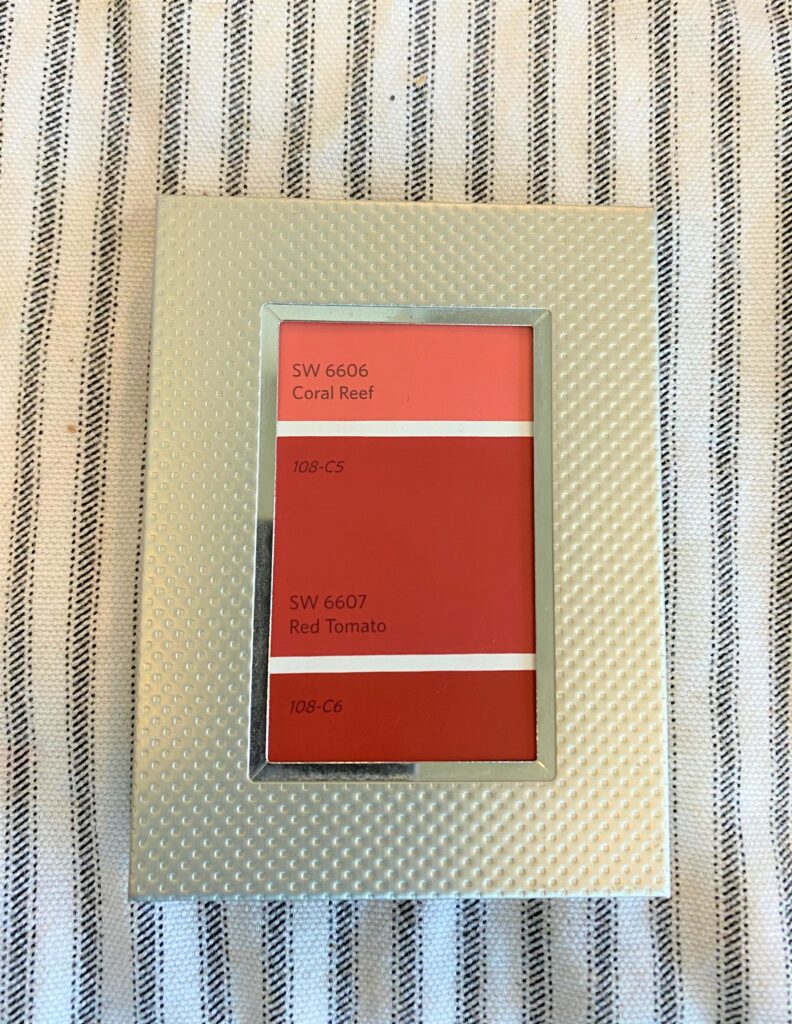 SW 6606
Coral Reef
108-C5
SW 6607
Red Tomato
108-C6